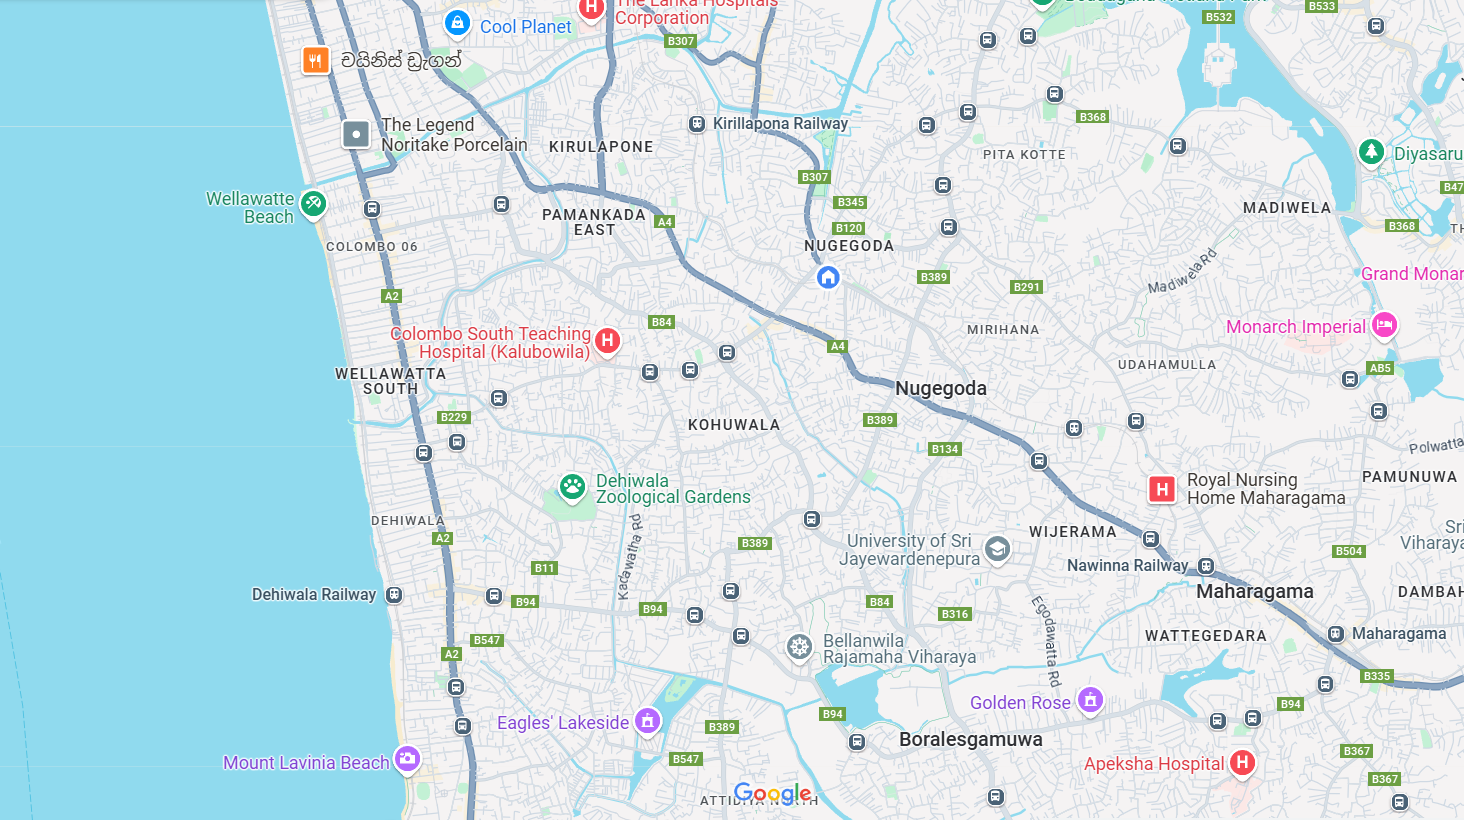 The Lanka Hospitals
Corporation
Cool Planet
B307
B532
B533
චයිනිස් ඩ්‍රැගන්
The Legend
Noritake Porcelain
KIRULAPONE
Kirillapona Railway
B368
PITA KOTTE
Diyasaru
B307
B345
B47
Wellawatte
Beach
PAMANKADA
EAST
A4
B120
MADIWELA
B368
COLOMBO 06
NUGEGODA
Madiwela Rd
B389
B291
Grand Monar
A2
B84
MIRIHANA
Monarch Imperial
Colombo South Teaching
Hospital (Kalubowila)
A4
UDAHAMULLA
AB5
WELLAWATTA
SOUTH
Nugegoda
B229
KOHUWALA
B389
B134
Polwatta
PAMUNUWA
Dehiwala
Zoological Gardens
Royal Nursing
Home Maharagama
DEHIWALA
A2
Kadawatha Rd
B389
University of Sri
Jayewardenepura
WIJERAMA
Sri
Viharaya
B504
B11
Nawinna Railway
Maharagama
DAMBAH
Dehiwala Railway
B94
B94
B84
B316
Egodawatta Rd
B547
A2
Bellanwila
Rajamaha Viharaya
WATTEGEDARA
Maharagama
B335
Eagles' Lakeside
B389
B94
Golden Rose
B94
Boralesgamuwa
B547
B367
Mount Lavinia Beach
Apeksha Hospital
B367
Google